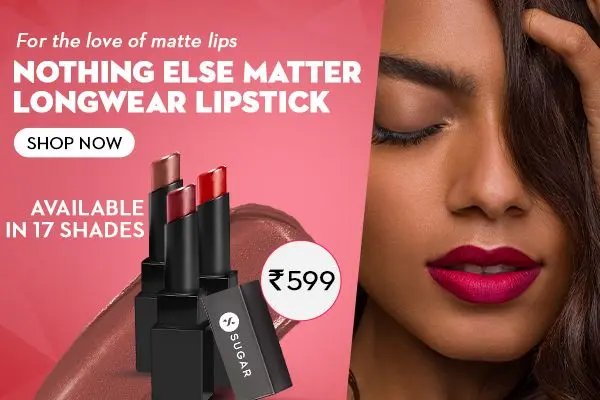 For the love of matte lips
NOTHING ELSE MATTER
LONGWEAR LIPSTICK
SHOP NOW
AVAILABLE
IN 17 SHADES
₹599
SUGAR